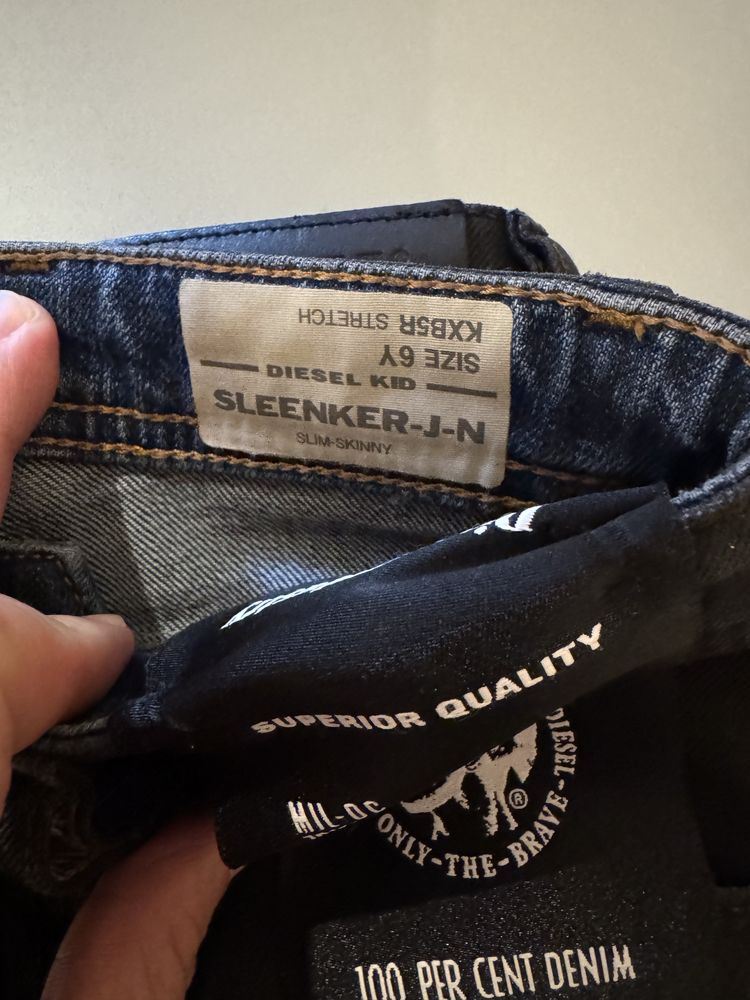 KXB5R STRETCH
SIZE 6Y
DIESEL KID
SLEENKER-J-N
SLIM-SKINNY
SUPERIOR QUALITY
DIESEL
ONLY-THE-BRAVE-
®
100 PER CENT DENIM